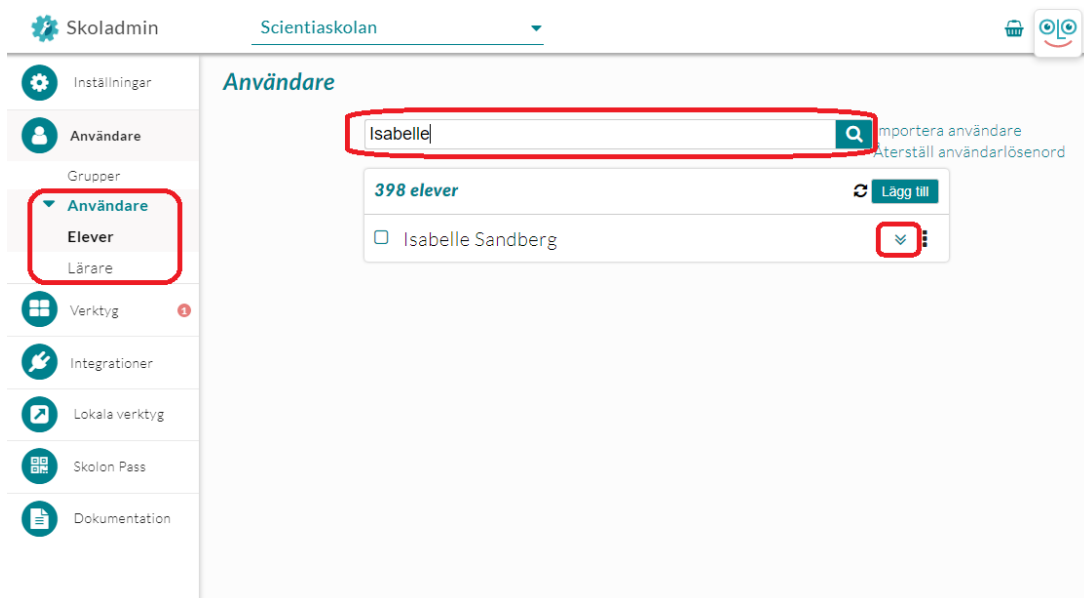 Skoladmin
Scientiaskolan
Inställningar
Användare
Grupper
Användare
Elever
Lärare
Verktyg
1
Integrationer
Lokala verktyg
Skolon Pass
Dokumentation
Användare
Isabelle
mportera användare
Återställ användarlösenord
398 elever
Lägg till
Isabelle Sandberg